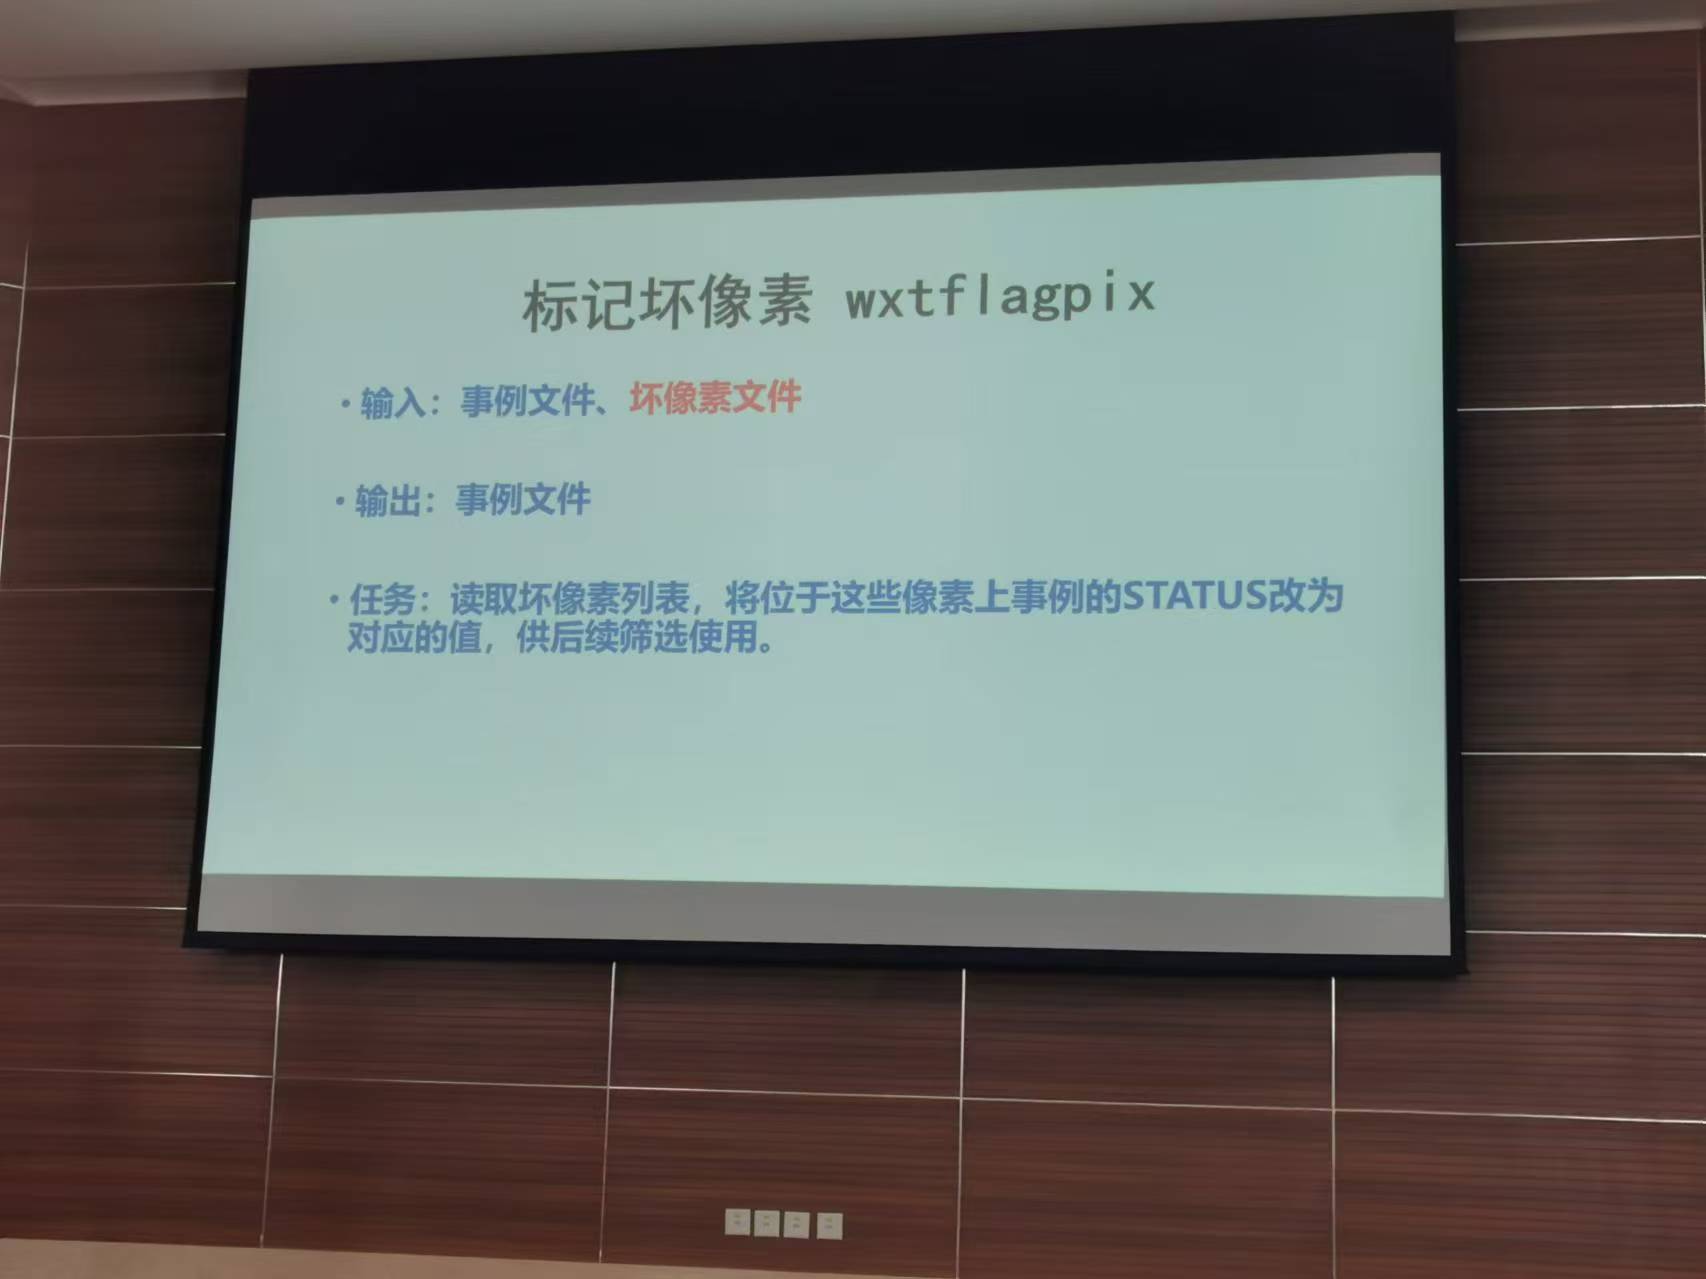 标记坏像素 wxtflagpix
• 输入：事例文件、坏像素文件
• 输出：事例文件
• 任务：读取坏像素列表，将位于这些像素上事例的STATUS改为
对应的值，供后续筛选使用。